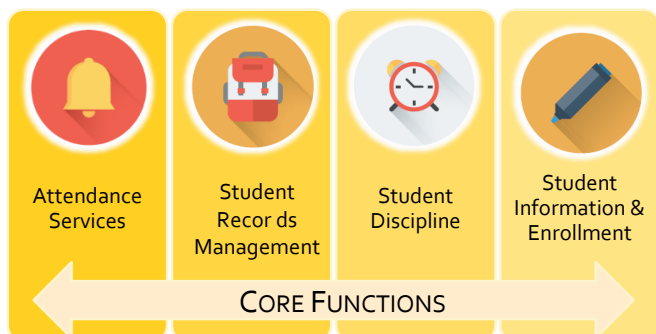 Attendance
Services
Student
Recor ds
Management
Student
Discipline
Student
Information &
Enrollment
CORE FUNCTIONS